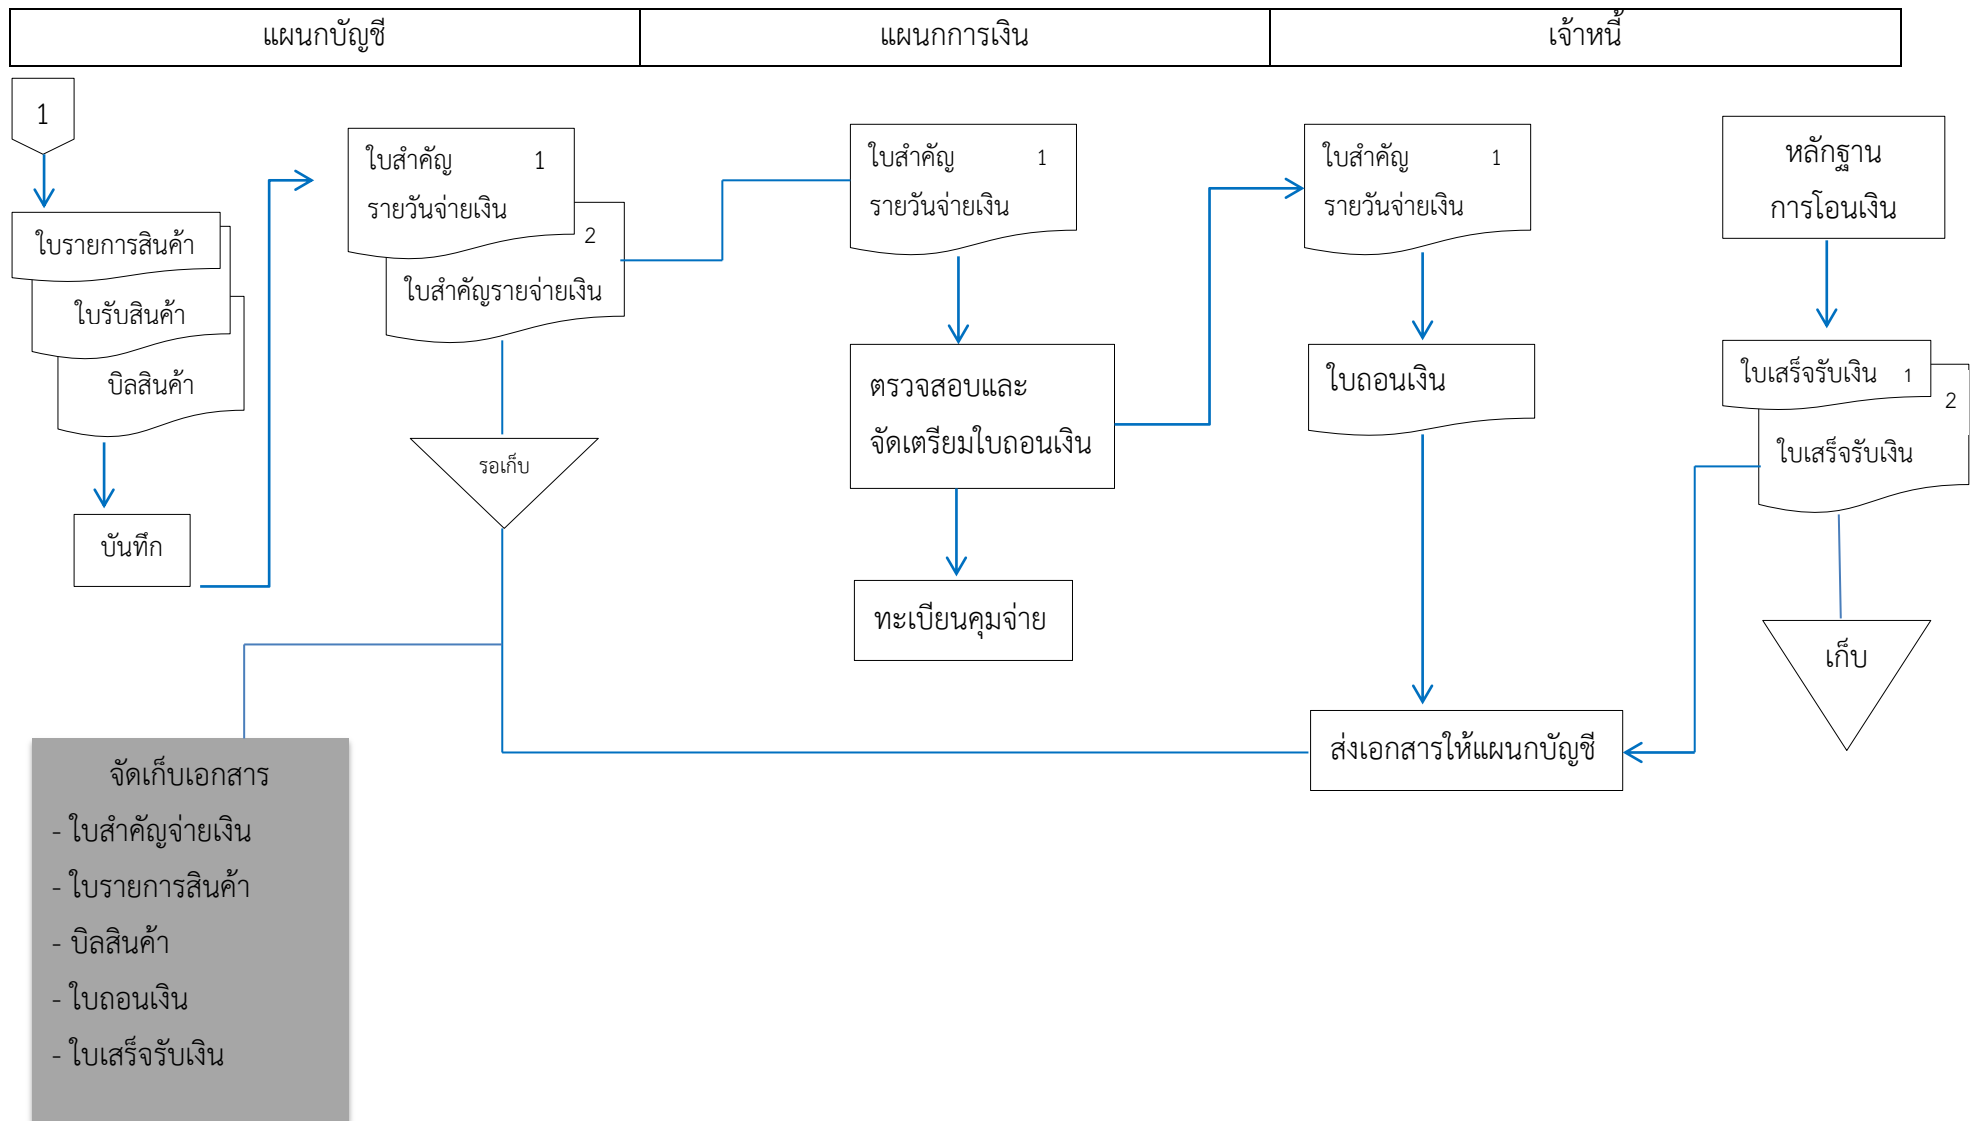 แผนกบัญชี
แผนกการเงิน
เจ้าหนี้
1
ใบรายการสินค้า
ใบรับสินค้า
บิลสินค้า
บันทึก
ใบสำคัญ 1
รายวันจ่ายเงิน
2
ใบสำคัญรายจ่ายเงิน
รอเก็บ
ใบสำคัญ 1
รายวันจ่ายเงิน
ตรวจสอบและ
จัดเตรียมใบถอนเงิน
ทะเบียนคุมจ่าย
ใบสำคัญ 1
รายวันจ่ายเงิน
ใบถอนเงิน
ส่งเอกสารให้แผนกบัญชี
หลักฐาน
การโอนเงิน
ใบเสร็จรับเงิน 1
2
ใบเสร็จรับเงิน
เก็บ
จัดเก็บเอกสาร
- ใบสำคัญจ่ายเงิน
- ใบรายการสินค้า
- บิลสินค้า
- ใบถอนเงิน
- ใบเสร็จรับเงิน